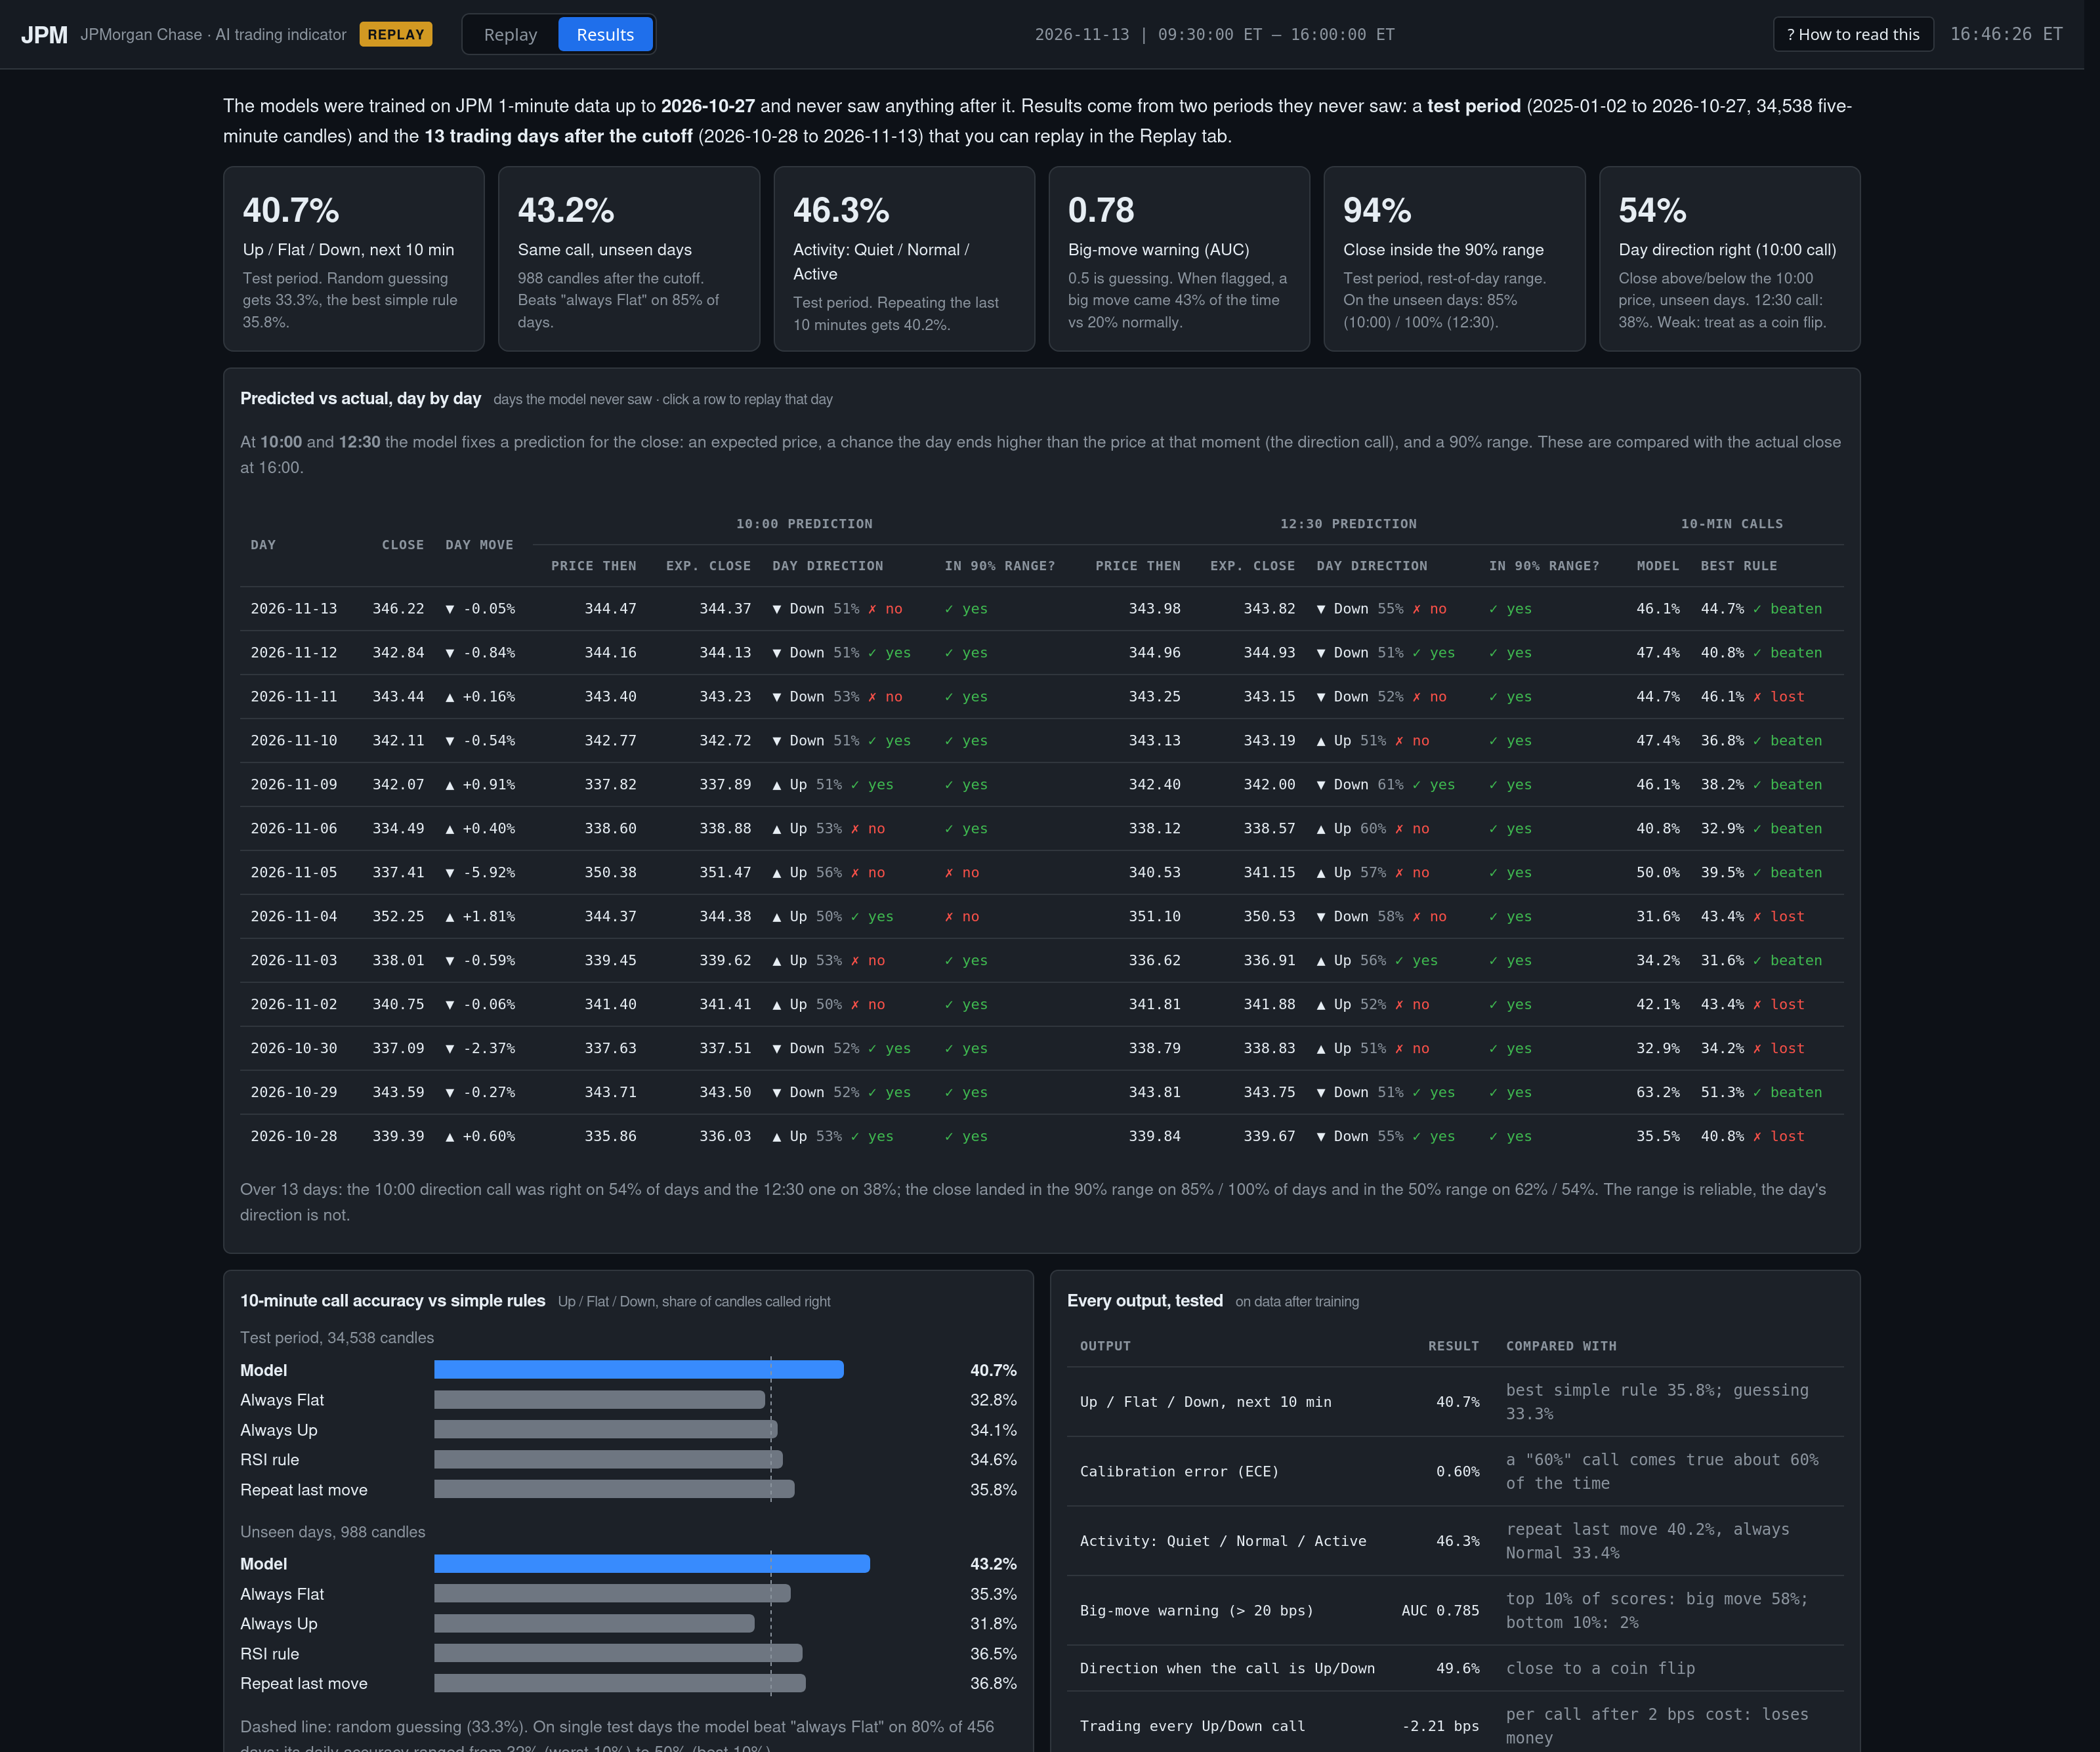 JPM JPMorgan Chase · AI trading indicator REPLAY Replay Results 2026-11-13 | 09:30:00 ET — 16:00:00 ET ? How to read this 16:46:26 ET
The models were trained on JPM 1-minute data up to 2026-10-27 and never saw anything after it. Results come from two periods they never saw: a test period (2025-01-02 to 2026-10-27, 34,538 five-
minute candles) and the 13 trading days after the cutoff (2026-10-28 to 2026-11-13) that you can replay in the Replay tab.
40.7%
Up / Flat / Down, next 10 min
Test period. Random guessing
gets 33.3%, the best simple rule
35.8%.
43.2%
Same call, unseen days
988 candles after the cutoff.
Beats "always Flat" on 85% of
days.
46.3%
Activity: Quiet / Normal /
Active
Test period. Repeating the last
10 minutes gets 40.2%.
0.78
Big-move warning (AUC)
0.5 is guessing. When flagged, a
big move came 43% of the time
vs 20% normally.
94%
Close inside the 90% range
Test period, rest-of-day range.
On the unseen days: 85%
(10:00) / 100% (12:30).
54%
Day direction right (10:00 call)
Close above/below the 10:00
price, unseen days. 12:30 call:
38%. Weak: treat as a coin flip.
Predicted vs actual, day by day days the model never saw · click a row to replay that day
At 10:00 and 12:30 the model fixes a prediction for the close: an expected price, a chance the day ends higher than the price at that moment (the direction call), and a 90% range. These are compared with the actual close
at 16:00.
10:00 PREDICTION 12:30 PREDICTION 10-MIN CALLS
DAY CLOSE DAY MOVE
PRICE THEN EXP. CLOSE DAY DIRECTION IN 90% RANGE? PRICE THEN EXP. CLOSE DAY DIRECTION IN 90% RANGE? MODEL BEST RULE
2026-11-13 346.22 ▼ -0.05% 344.47 344.37 ▼ Down 51% ✗ no ✓ yes 343.98 343.82 ▼ Down 55% ✗ no ✓ yes 46.1% 44.7% ✓ beaten
2026-11-12 342.84 ▼ -0.84% 344.16 344.13 ▼ Down 51% ✓ yes ✓ yes 344.96 344.93 ▼ Down 51% ✓ yes ✓ yes 47.4% 40.8% ✓ beaten
2026-11-11 343.44 ▲ +0.16% 343.40 343.23 ▼ Down 53% ✗ no ✓ yes 343.25 343.15 ▼ Down 52% ✗ no ✓ yes 44.7% 46.1% ✗ lost
2026-11-10 342.11 ▼ -0.54% 342.77 342.72 ▼ Down 51% ✓ yes ✓ yes 343.13 343.19 ▲ Up 51% ✗ no ✓ yes 47.4% 36.8% ✓ beaten
2026-11-09 342.07 ▲ +0.91% 337.82 337.89 ▲ Up 51% ✓ yes ✓ yes 342.40 342.00 ▼ Down 61% ✓ yes ✓ yes 46.1% 38.2% ✓ beaten
2026-11-06 334.49 ▲ +0.40% 338.60 338.88 ▲ Up 53% ✗ no ✓ yes 338.12 338.57 ▲ Up 60% ✗ no ✓ yes 40.8% 32.9% ✓ beaten
2026-11-05 337.41 ▼ -5.92% 350.38 351.47 ▲ Up 56% ✗ no ✗ no 340.53 341.15 ▲ Up 57% ✗ no ✓ yes 50.0% 39.5% ✓ beaten
2026-11-04 352.25 ▲ +1.81% 344.37 344.38 ▲ Up 50% ✓ yes ✗ no 351.10 350.53 ▼ Down 58% ✗ no ✓ yes 31.6% 43.4% ✗ lost
2026-11-03 338.01 ▼ -0.59% 339.45 339.62 ▲ Up 53% ✗ no ✓ yes 336.62 336.91 ▲ Up 56% ✓ yes ✓ yes 34.2% 31.6% ✓ beaten
2026-11-02 340.75 ▼ -0.06% 341.40 341.41 ▲ Up 50% ✗ no ✓ yes 341.81 341.88 ▲ Up 52% ✗ no ✓ yes 42.1% 43.4% ✗ lost
2026-10-30 337.09 ▼ -2.37% 337.63 337.51 ▼ Down 52% ✓ yes ✓ yes 338.79 338.83 ▲ Up 51% ✗ no ✓ yes 32.9% 34.2% ✗ lost
2026-10-29 343.59 ▼ -0.27% 343.71 343.50 ▼ Down 52% ✓ yes ✓ yes 343.81 343.75 ▼ Down 51% ✓ yes ✓ yes 63.2% 51.3% ✓ beaten
2026-10-28 339.39 ▲ +0.60% 335.86 336.03 ▲ Up 53% ✓ yes ✓ yes 339.84 339.67 ▼ Down 55% ✓ yes ✓ yes 35.5% 40.8% ✗ lost
Over 13 days: the 10:00 direction call was right on 54% of days and the 12:30 one on 38%; the close landed in the 90% range on 85% / 100% of days and in the 50% range on 62% / 54%. The range is reliable, the day's
direction is not.
10-minute call accuracy vs simple rules Up / Flat / Down, share of candles called right
Test period, 34,538 candles
Model 40.7%
Always Flat 32.8%
Always Up 34.1%
RSI rule 34.6%
Repeat last move 35.8%
Unseen days, 988 candles
Model 43.2%
Always Flat 35.3%
Always Up 31.8%
RSI rule 36.5%
Repeat last move 36.8%
Dashed line: random guessing (33.3%). On single test days the model beat "always Flat" on 80% of 456
days; its daily accuracy ranged from 32% (worst 10%) to 50% (best 10%).
Every output, tested on data after training
OUTPUT RESULT COMPARED WITH
Up / Flat / Down, next 10 min 40.7% best simple rule 35.8%; guessing
33.3%
Calibration error (ECE) 0.60% a "60%" call comes true about 60%
of the time
Activity: Quiet / Normal / Active 46.3% repeat last move 40.2%, always
Normal 33.4%
Big-move warning (> 20 bps) AUC 0.785 top 10% of scores: big move 58%;
bottom 10%: 2%
Direction when the call is Up/Down 49.6% close to a coin flip
Trading every Up/Down call -2.21 bps per call after 2 bps cost: loses
money